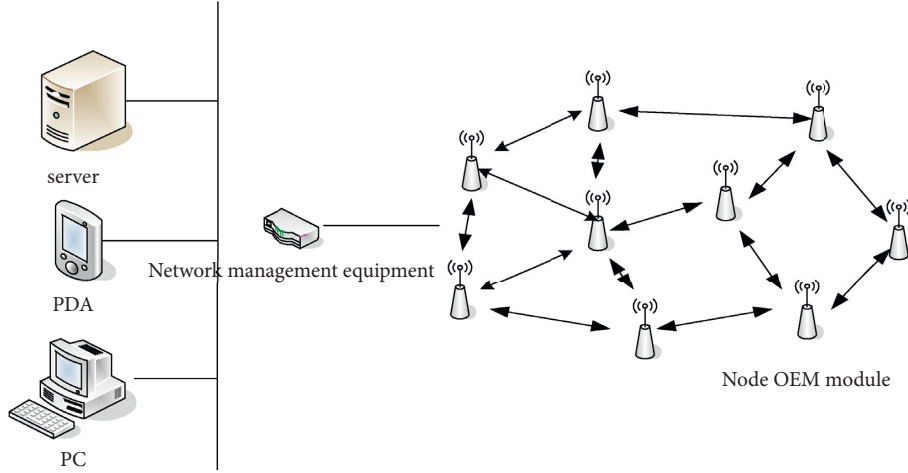 server
PDA
Network management equipment
PC
Node OEM module